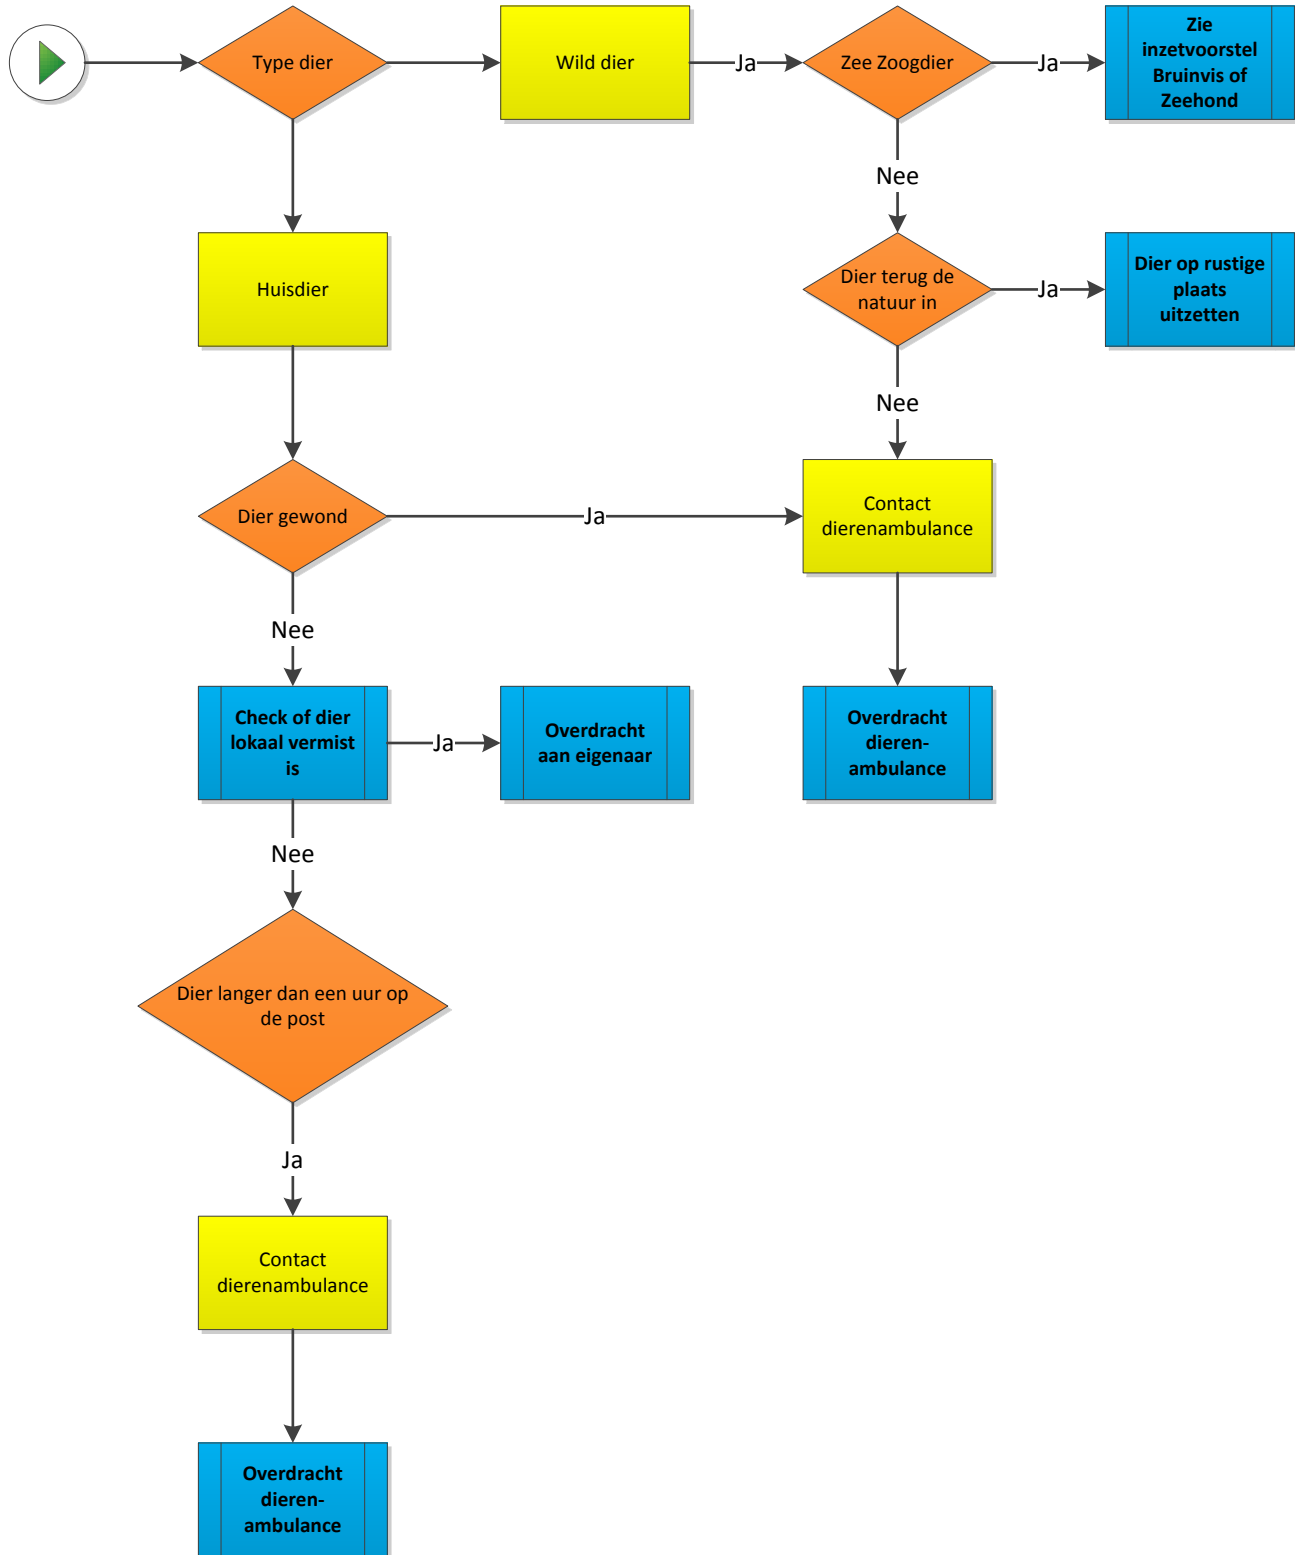 Type dier
Wild dier
Ja
Zee Zoogdier
Ja
Zie
inzetvoorstel
Bruinvis of
Zeehond
Nee
Huisdier
Dier terug de
natuur in
Ja
Dier op rustige
plaats
uitzetten
Nee
Dier gewond
Ja
Contact
dierenambulance
Nee
Check of dier
lokaal vermist
is
Ja
Overdracht
aan eigenaar
Overdracht
dieren-
ambulance
Nee
Dier langer dan een uur op
de post
Ja
Contact
dierenambulance
Overdracht
dieren-
ambulance